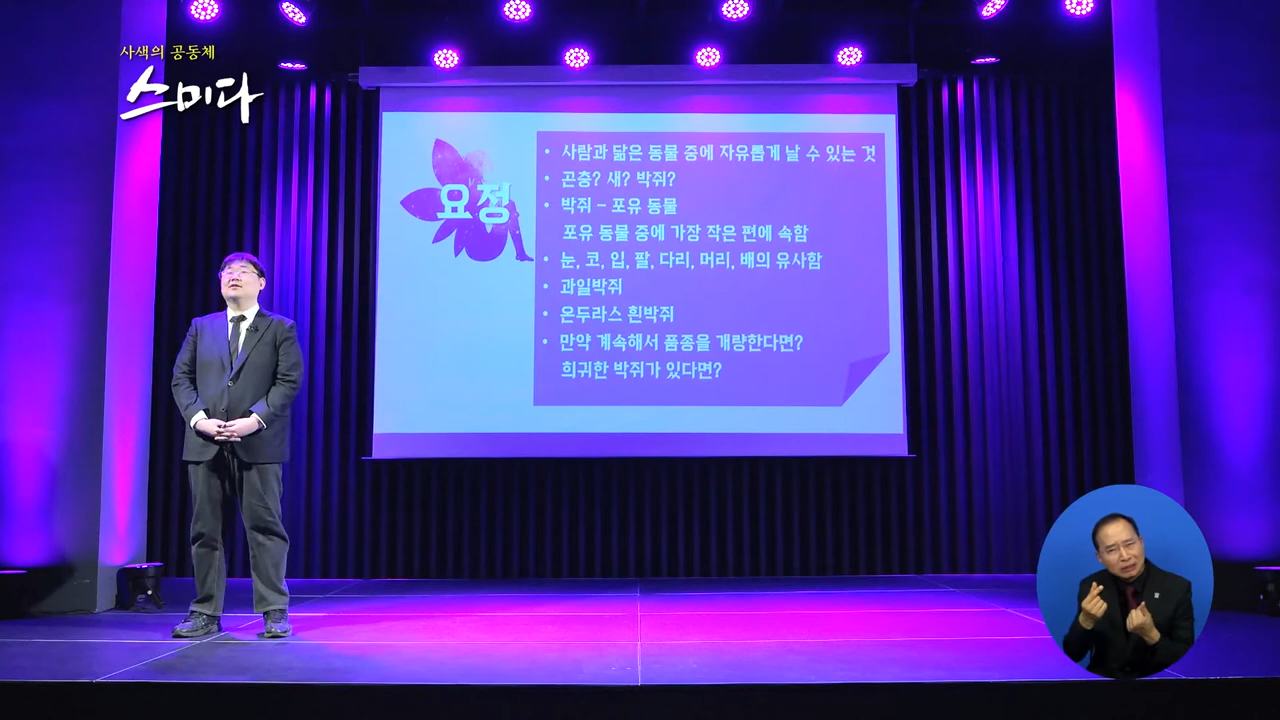 사색의 공동체
스미다
요정
• 사람과 닮은 동물 중에 자유롭게 날 수 있는 것
• 곤충? 새? 박쥐?
• 박쥐 - 포유 동물
포유 동물 중에 가장 작은 편에 속함
• 눈, 코, 입, 팔, 다리, 머리, 배의 유사함
• 과일박쥐
• 온두라스 흰박쥐
• 만약 계속해서 품종을 개량한다면?
희귀한 박쥐가 있다면?